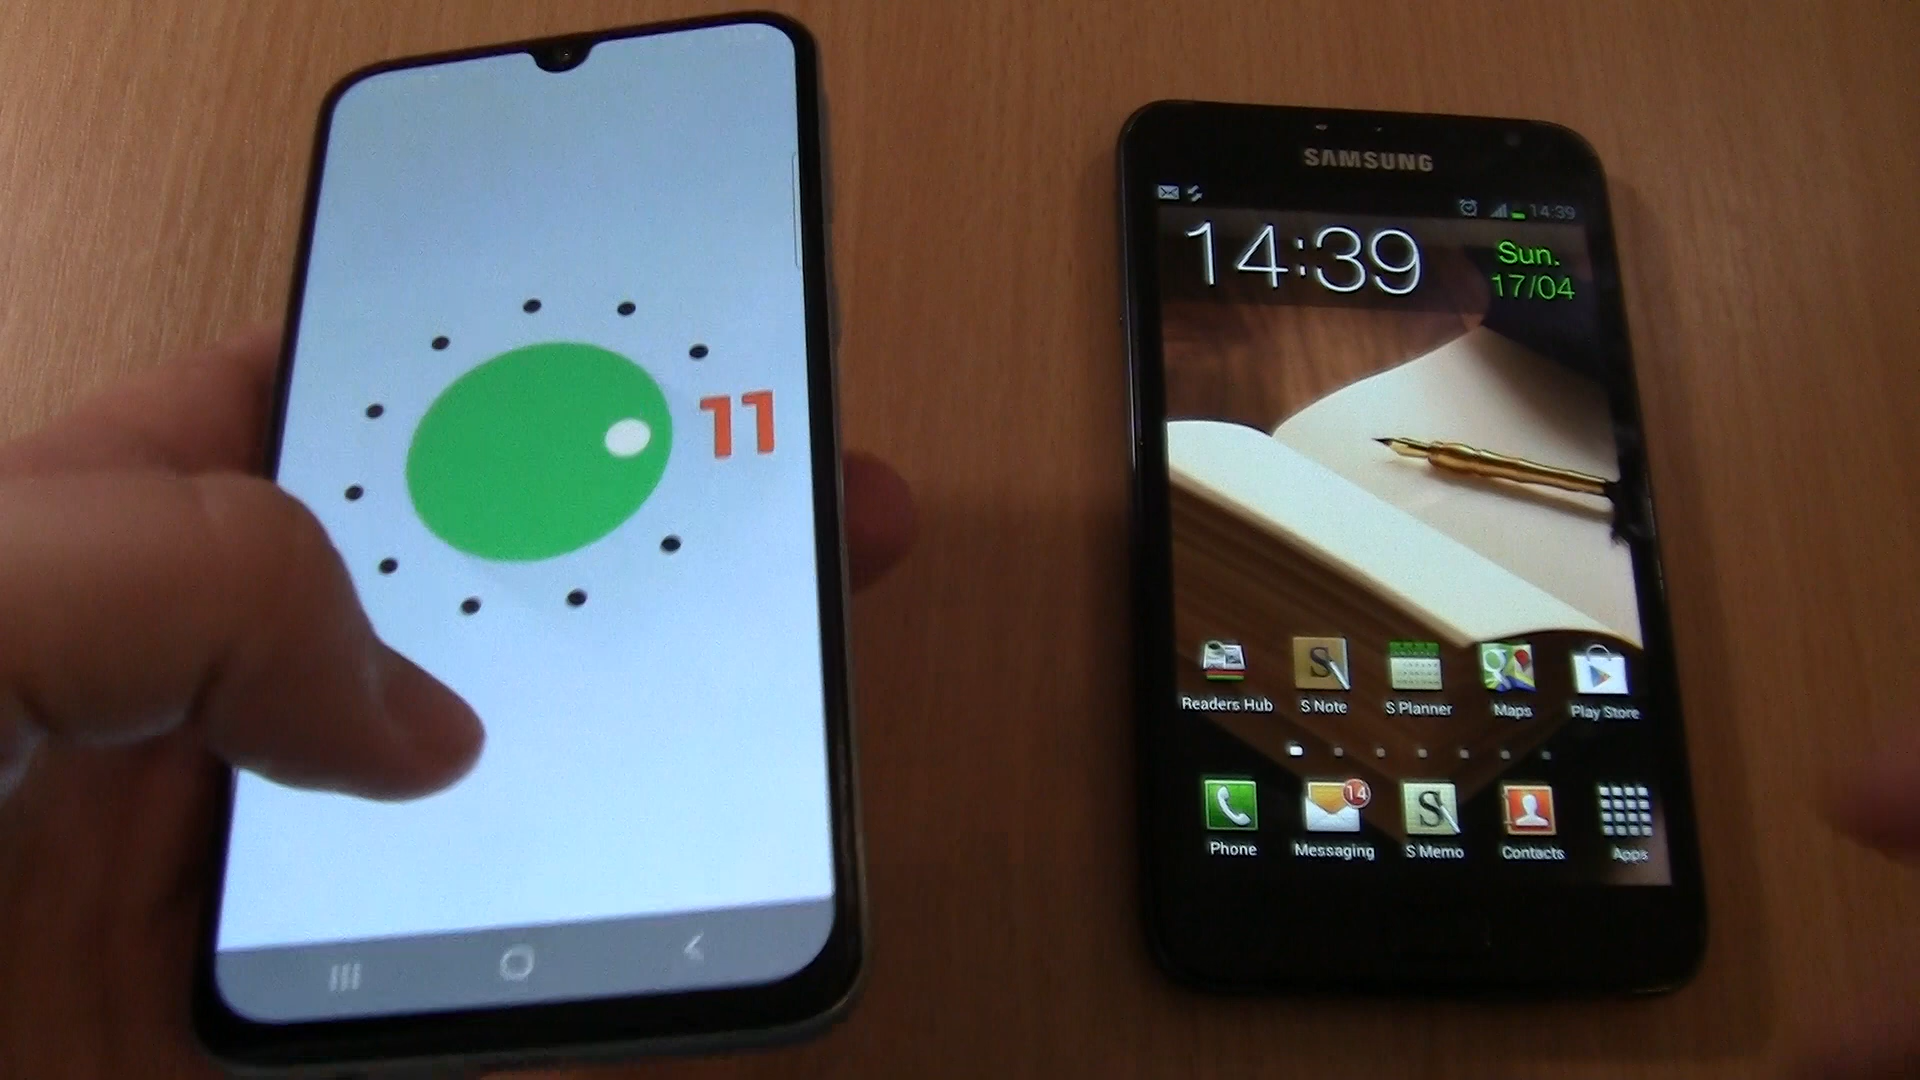 11
SAMSUNG
14:39
14:39
Sun.
17/04
Readers Hub
S Note
S Planner
Maps
Play Store
14
Phone
Messaging
S Memo
Contacts
Apps